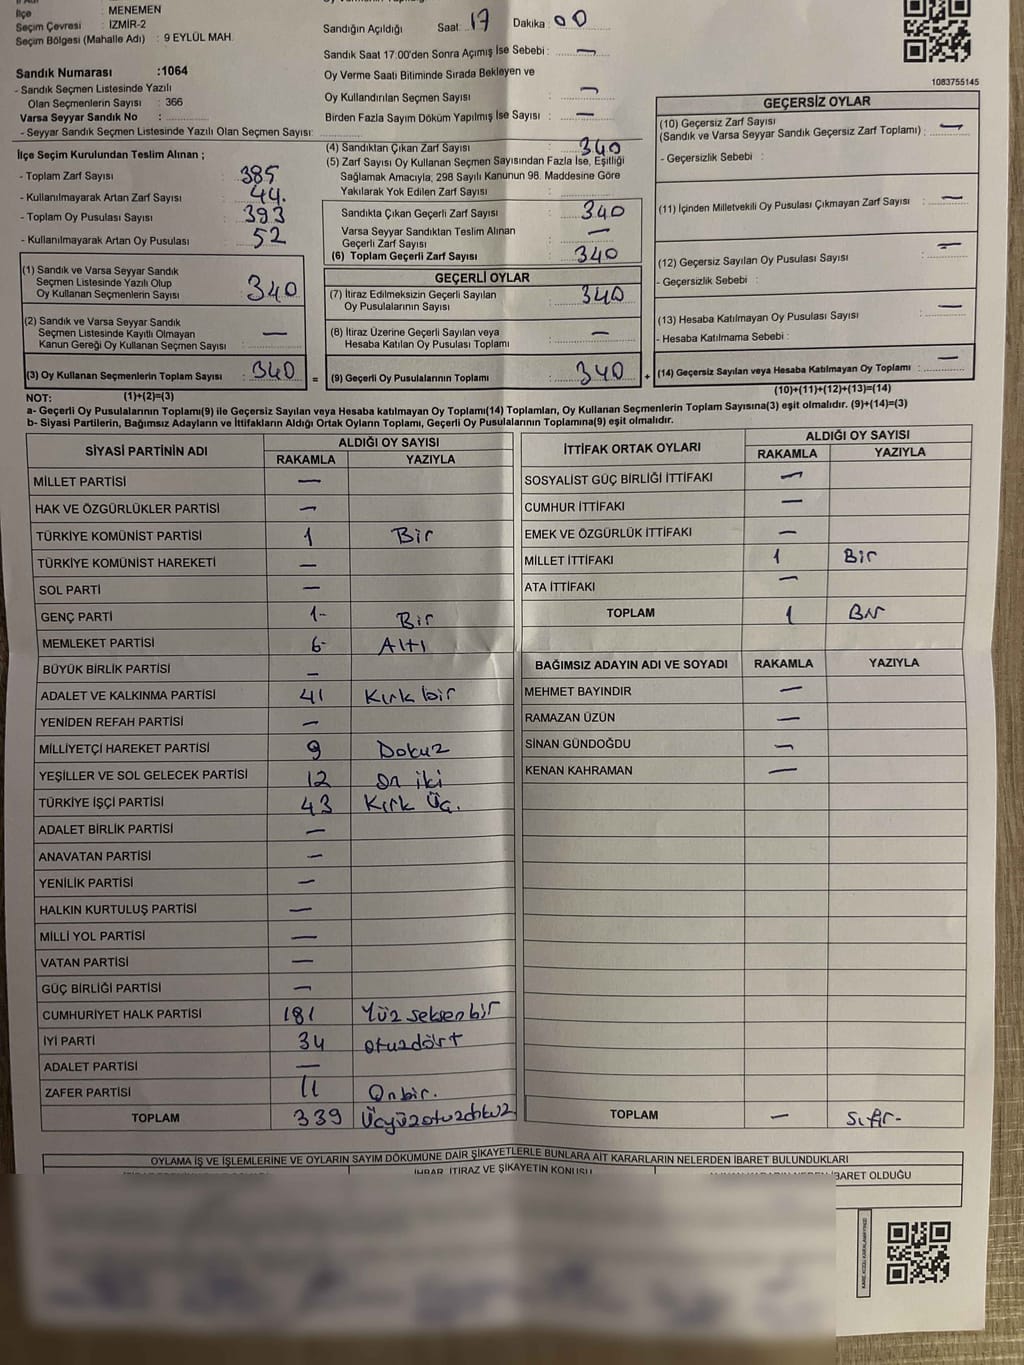 İlçe : MENEMEN
Seçim Çevresi : İZMİR-2
Seçim Bölgesi (Mahalle Adı) : 9 EYLÜL MAH.
Sandık Numarası :1064
- Sandık Seçmen Listesinde Yazılı
Olan Seçmenlerin Sayısı : 366
Varsa Seyyar Sandık No :
- Seyyar Sandık Seçmen Listesinde Yazılı Olan Seçmen Sayısı:
Sandığın Açıldığı Saat: 17 Dakika: 00
Sandık Saat 17:00'den Sonra Açımış İse Sebebi : —
Oy Verme Saati Bitiminde Sırada Bekleyen ve
Oy Kullandırılan Seçmen Sayısı : —
Birden Fazla Sayım Döküm Yapılmış İse Sayısı : —
1083755145
İlçe Seçim Kurulundan Teslim Alınan ;
- Toplam Zarf Sayısı : 385
- Kullanılmayarak Artan Zarf Sayısı : 44.
- Toplam Oy Pusulası Sayısı : 393
- Kullanılmayarak Artan Oy Pusulası : 52
(1) Sandık ve Varsa Seyyar Sandık
Seçmen Listesinde Yazılı Olup
Oy Kullanan Seçmenlerin Sayısı : 340
(2) Sandık ve Varsa Seyyar Sandık
Seçmen Listesinde Kayıtlı Olmayan
Kanun Gereği Oy Kullanan Seçmen Sayısı : —
(3) Oy Kullanan Seçmenlerin Toplam Sayısı : 340 =
(4) Sandıktan Çıkan Zarf Sayısı : 340
(5) Zarf Sayısı Oy Kullanan Seçmen Sayısından Fazla İse, Eşitliği
Sağlamak Amacıyla, 298 Sayılı Kanunun 98. Maddesine Göre
Yakılarak Yok Edilen Zarf Sayısı :
Sandıkta Çıkan Geçerli Zarf Sayısı : 340
Varsa Seyyar Sandıktan Teslim Alınan
Geçerli Zarf Sayısı : —
(6) Toplam Geçerli Zarf Sayısı : 340
GEÇERLİ OYLAR
(7) İtiraz Edilmeksizin Geçerli Sayılan
Oy Pusulalarının Sayısı : 340
(8) İtiraz Üzerine Geçerli Sayılan veya
Hesaba Katılan Oy Pusulası Toplamı : —
(9) Geçerli Oy Pusulalarının Toplamı : 340 +
GEÇERSİZ OYLAR
(10) Geçersiz Zarf Sayısı
(Sandık ve Varsa Seyyar Sandık Geçersiz Zarf Toplamı) : —
- Geçersizlik Sebebi :
(11) İçinden Milletvekili Oy Pusulası Çıkmayan Zarf Sayısı : —
(12) Geçersiz Sayılan Oy Pusulası Sayısı : —
- Geçersizlik Sebebi :
(13) Hesaba Katılmayan Oy Pusulası Sayısı : —
- Hesaba Katılmama Sebebi :
(14) Geçersiz Sayılan veya Hesaba Katılmayan Oy Toplamı : —
NOT: (1)+(2)=(3) (10)+(11)+(12)+(13)=(14)
a- Geçerli Oy Pusulalarının Toplamı(9) ile Geçersiz Sayılan veya Hesaba katılmayan Oy Toplamı(14) Toplamları, Oy Kullanan Seçmenlerin Toplam Sayısına(3) eşit olmalıdır. (9)+(14)=(3)
b- Siyasi Partilerin, Bağımsız Adayların ve İttifakların Aldığı Ortak Oyların Toplamı, Geçerli Oy Pusulalarının Toplamına(9) eşit olmalıdır.
SİYASİ PARTİNİN ADI ALDIĞI OY SAYISI
RAKAMLA YAZIYLA
MİLLET PARTİSİ —
HAK VE ÖZGÜRLÜKLER PARTİSİ —
TÜRKİYE KOMÜNİST PARTİSİ 1 Bir
TÜRKİYE KOMÜNİST HAREKETİ —
SOL PARTİ —
GENÇ PARTİ 1- Bir
MEMLEKET PARTİSİ 6- Altı
BÜYÜK BİRLİK PARTİSİ —
ADALET VE KALKINMA PARTİSİ 41 Kırk bir
YENİDEN REFAH PARTİSİ —
MİLLİYETÇİ HAREKET PARTİSİ 9 Dokuz
YEŞİLLER VE SOL GELECEK PARTİSİ 12 On iki
TÜRKİYE İŞÇİ PARTİSİ 43 Kırk Üç.
ADALET BİRLİK PARTİSİ —
ANAVATAN PARTİSİ —
YENİLİK PARTİSİ —
HALKIN KURTULUŞ PARTİSİ —
MİLLİ YOL PARTİSİ —
VATAN PARTİSİ —
GÜÇ BİRLİĞİ PARTİSİ —
CUMHURİYET HALK PARTİSİ 181 Yüz seksen bir
İYİ PARTİ 34 otuzdört
ADALET PARTİSİ —
ZAFER PARTİSİ 11 Onbir.
TOPLAM 339 Üçyüzotuzdokuz
İTTİFAK ORTAK OYLARI ALDIĞI OY SAYISI
RAKAMLA YAZIYLA
SOSYALİST GÜÇ BİRLİĞİ İTTİFAKI —
CUMHUR İTTİFAKI —
EMEK VE ÖZGÜRLÜK İTTİFAKI —
MİLLET İTTİFAKI 1 Bir
ATA İTTİFAKI —
TOPLAM 1 Bir
BAĞIMSIZ ADAYIN ADI VE SOYADI RAKAMLA YAZIYLA
MEHMET BAYINDIR —
RAMAZAN ÜZÜN —
SİNAN GÜNDOĞDU —
KENAN KAHRAMAN —
TOPLAM — Sıfır-
OYLAMA İŞ VE İŞLEMLERİNE VE OYLARIN SAYIM DÖKÜMÜNE DAİR ŞİKAYETLERLE BUNLARA AİT KARARLARIN NELERDEN İBARET BULUNDUKLARI
İHBAR, İTİRAZ VE ŞİKAYETİN KONUSU
İBARET OLDUĞU